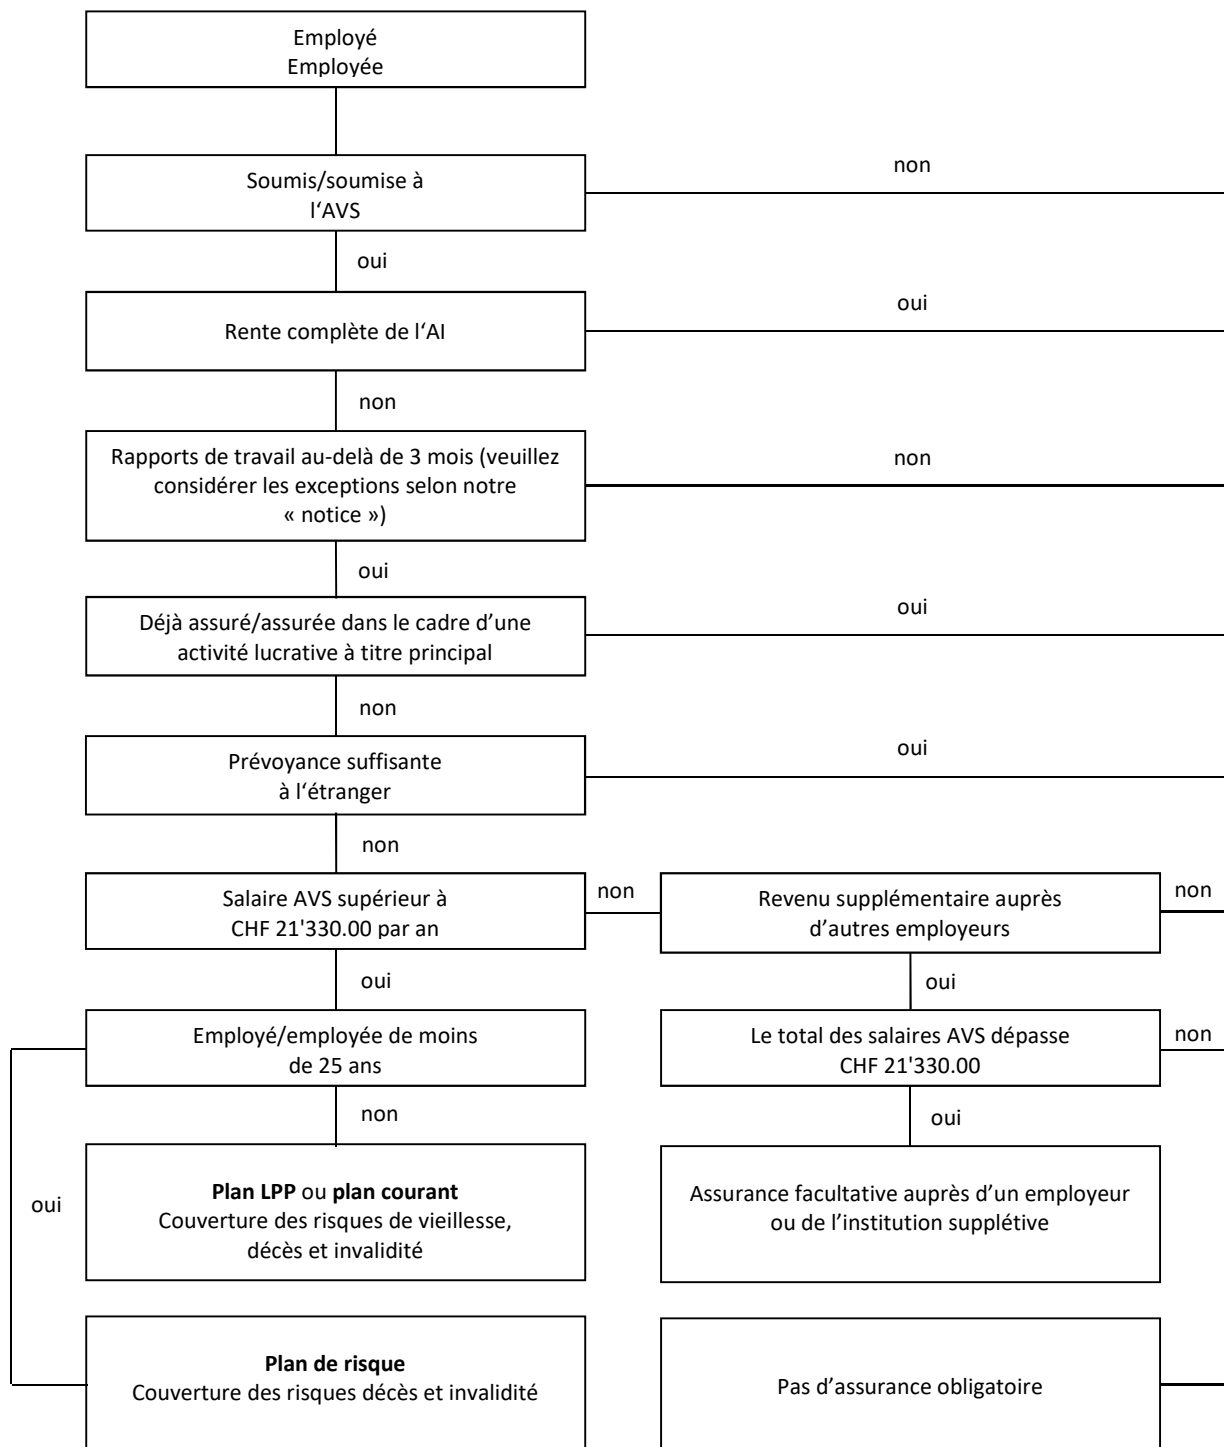 Employé
Employée
Soumis/soumise à
l‘AVS
non
oui
Rente complète de l‘AI
oui
non
Rapports de travail au-delà de 3 mois (veuillez
considérer les exceptions selon notre
« notice »)
non
oui
Déjà assuré/assurée dans le cadre d’une
activité lucrative à titre principal
oui
non
Prévoyance suffisante
à l‘étranger
oui
non
Salaire AVS supérieur à
CHF 21'330.00 par an
non
Revenu supplémentaire auprès
d’autres employeurs
non
oui
oui
Employé/employée de moins
de 25 ans
Le total des salaires AVS dépasse
CHF 21'330.00
non
non
oui
oui
Plan LPP ou plan courant
Couverture des risques de vieillesse,
décès et invalidité
Assurance facultative auprès d’un employeur
ou de l’institution supplétive
Plan de risque
Couverture des risques décès et invalidité
Pas d’assurance obligatoire